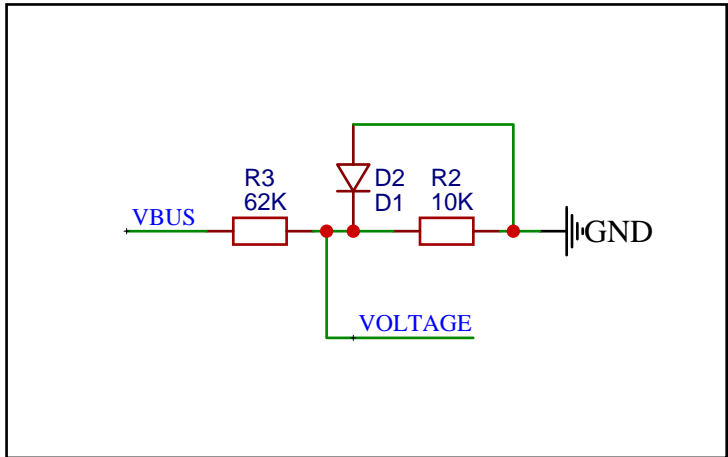 R3
62K
D2
D1
R2
10K
VBUS
GND
VOLTAGE